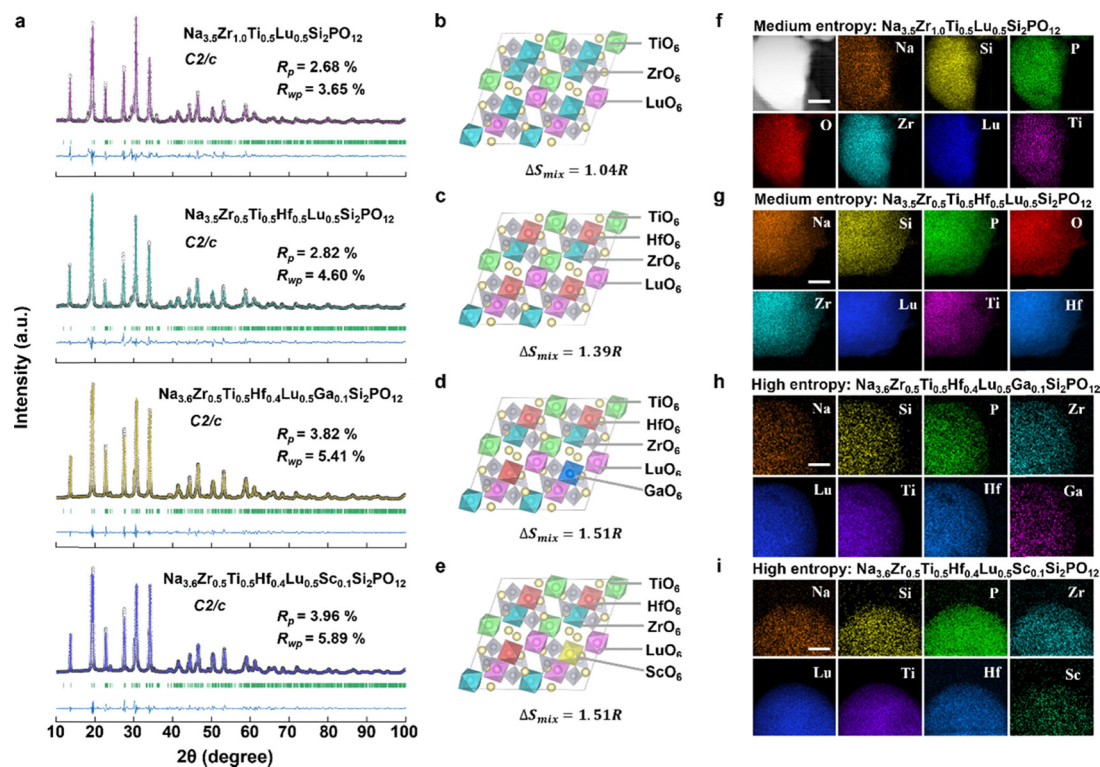 a
Na3.5Zr1.0Ti0.5Lu0.5Si2PO12
C2/c
Rp = 2.68 %
Rwp = 3.65 %
Na3.5Zr0.5Ti0.5Hf0.5Lu0.5Si2PO12
C2/c
Rp = 2.82 %
Rwp = 4.60 %
Na3.6Zr0.5Ti0.5Hf0.4Lu0.5Ga0.1Si2PO12
C2/c
Rp = 3.82 %
Rwp = 5.41 %
Na3.6Zr0.5Ti0.5Hf0.4Lu0.5Sc0.1Si2PO12
C2/c
Rp = 3.96 %
Rwp = 5.89 %
Intensity (a.u.)
10 20 30 40 50 60 70 80 90 100
2θ (degree)
b
TiO6
ZrO6
LuO6
ΔSmix = 1.04R
c
TiO6
HfO6
ZrO6
LuO6
ΔSmix = 1.39R
d
TiO6
HfO6
ZrO6
LuO6
GaO6
ΔSmix = 1.51R
e
TiO6
HfO6
ZrO6
LuO6
ScO6
ΔSmix = 1.51R
f
Medium entropy: Na3.5Zr1.0Ti0.5Lu0.5Si2PO12
Na Si P
O Zr Lu Ti
g
Medium entropy: Na3.5Zr0.5Ti0.5Hf0.5Lu0.5Si2PO12
Na Si P O
Zr Lu Ti Hf
h
High entropy: Na3.6Zr0.5Ti0.5Hf0.4Lu0.5Ga0.1Si2PO12
Na Si P Zr
Lu Ti Hf Ga
i
High entropy: Na3.6Zr0.5Ti0.5Hf0.4Lu0.5Sc0.1Si2PO12
Na Si P Zr
Lu Ti Hf Sc